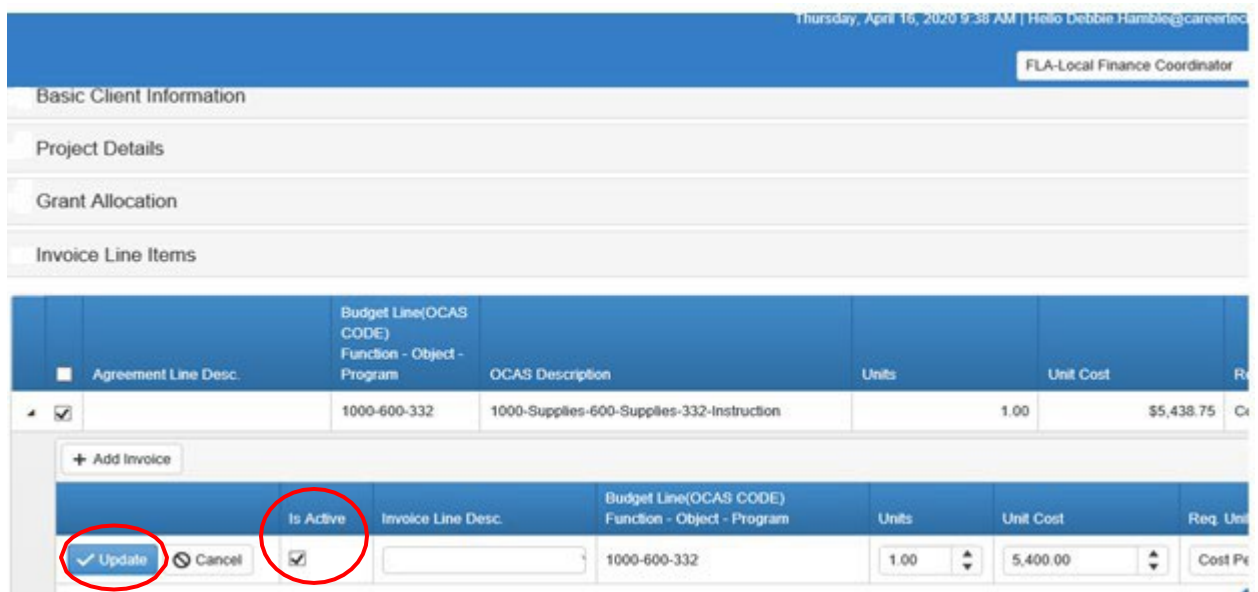 Thursday, April 16, 2020 9:38 AM | Hello Debbie.Hamble@careertec
FLA-Local Finance Coordinator
Basic Client Information
Project Details
Grant Allocation
Invoice Line Items
Agreement Line Desc.
Budget Line(OCAS
CODE)
Function - Object -
Program
OCAS Description
Units
Unit Cost
Re
1000-600-332
1000-Supplies-600-Supplies-332-Instruction
1.00
$5,438.75
Co
+ Add Invoice
Is Active
Invoice Line Desc.
Budget Line(OCAS CODE)
Function - Object - Program
Units
Unit Cost
Req. Unit
Update
Cancel
1000-600-332
1.00
5,400.00
Cost Pe